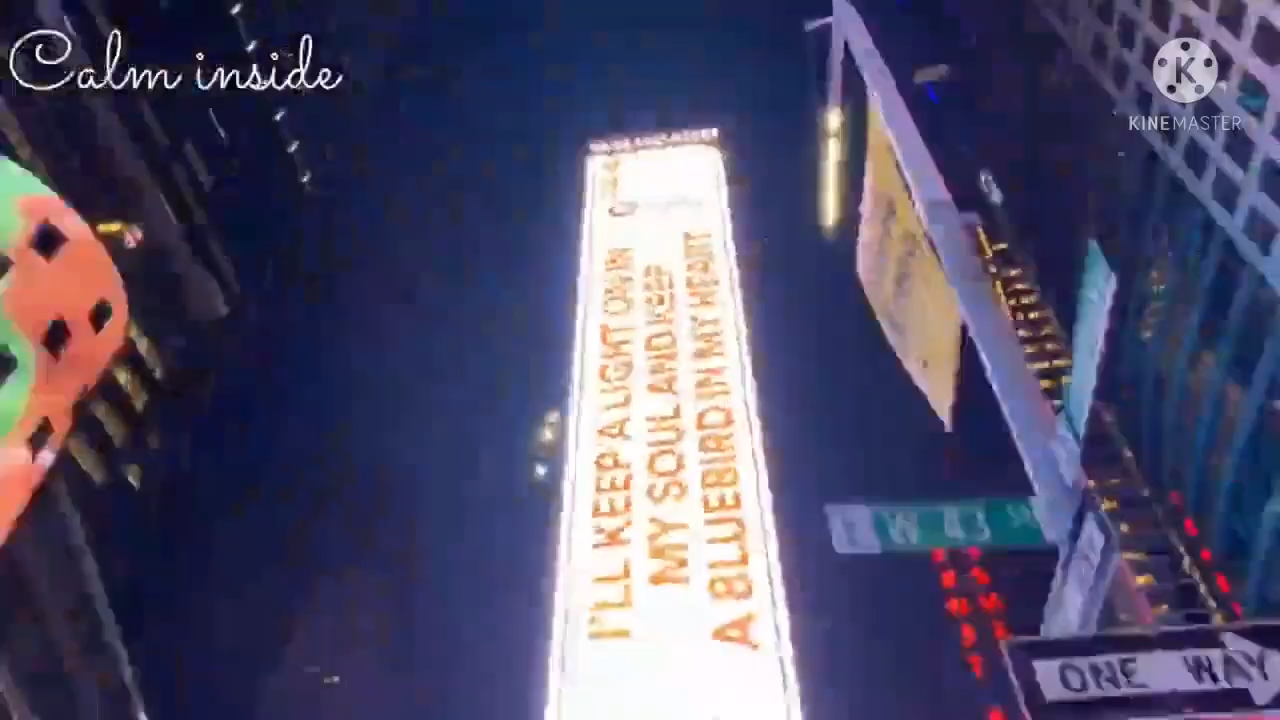 Calm inside
K
KINEMASTER
I'LL KEEP A LIGHT ON IN
MY SOUL AND KEEP
A BLUEBIRD IN MY HEART
W 43 ST
ONE WAY